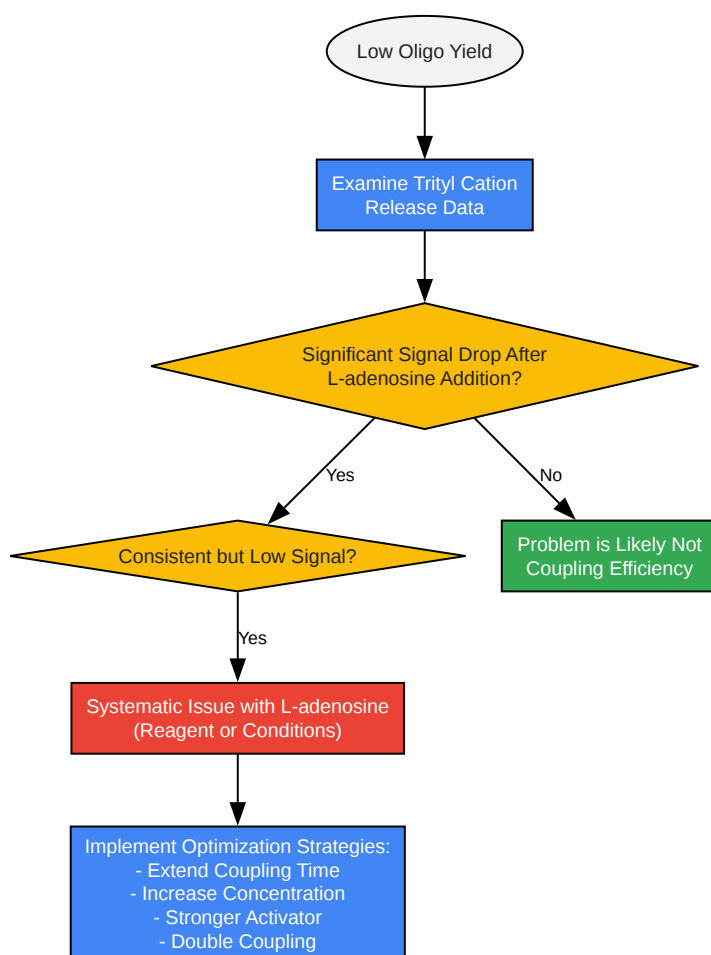 Low Oligo Yield
Examine Trityl Cation
Release Data
Significant Signal Drop After
L-adenosine Addition?
Yes
No
Consistent but Low Signal?
Problem is Likely Not
Coupling Efficiency
Yes
Systematic Issue with L-adenosine
(Reagent or Conditions)
Implement Optimization Strategies:
- Extend Coupling Time
- Increase Concentration
- Stronger Activator
- Double Coupling